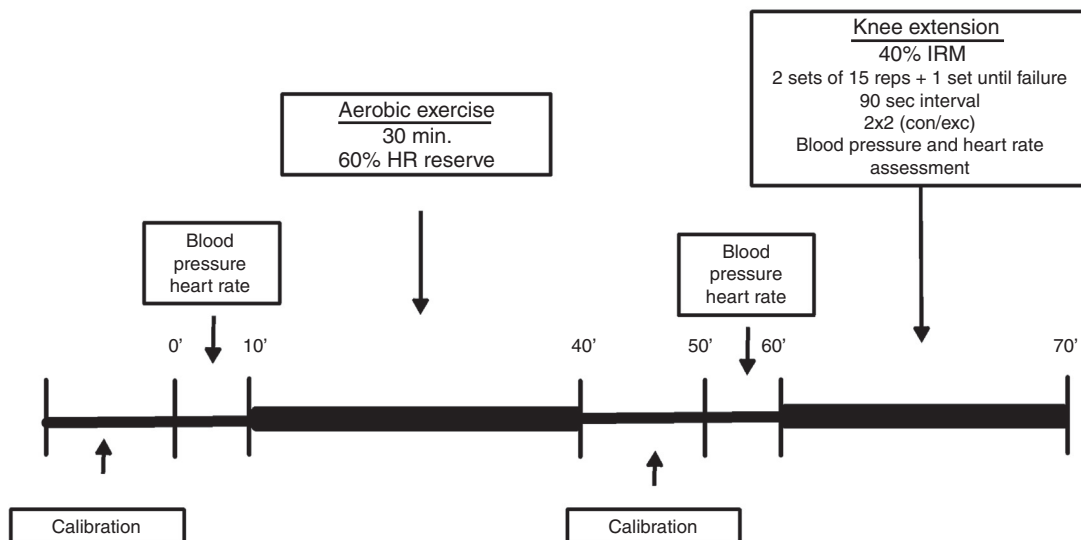 Knee extension
40% IRM
2 sets of 15 reps + 1 set until failure
90 sec interval
2x2 (con/exc)
Blood pressure and heart rate
assessment
Aerobic exercise
30 min.
60% HR reserve
Blood
pressure
heart rate
Blood
pressure
heart rate
0’ 10’ 40’ 50’ 60’ 70’
Calibration Calibration